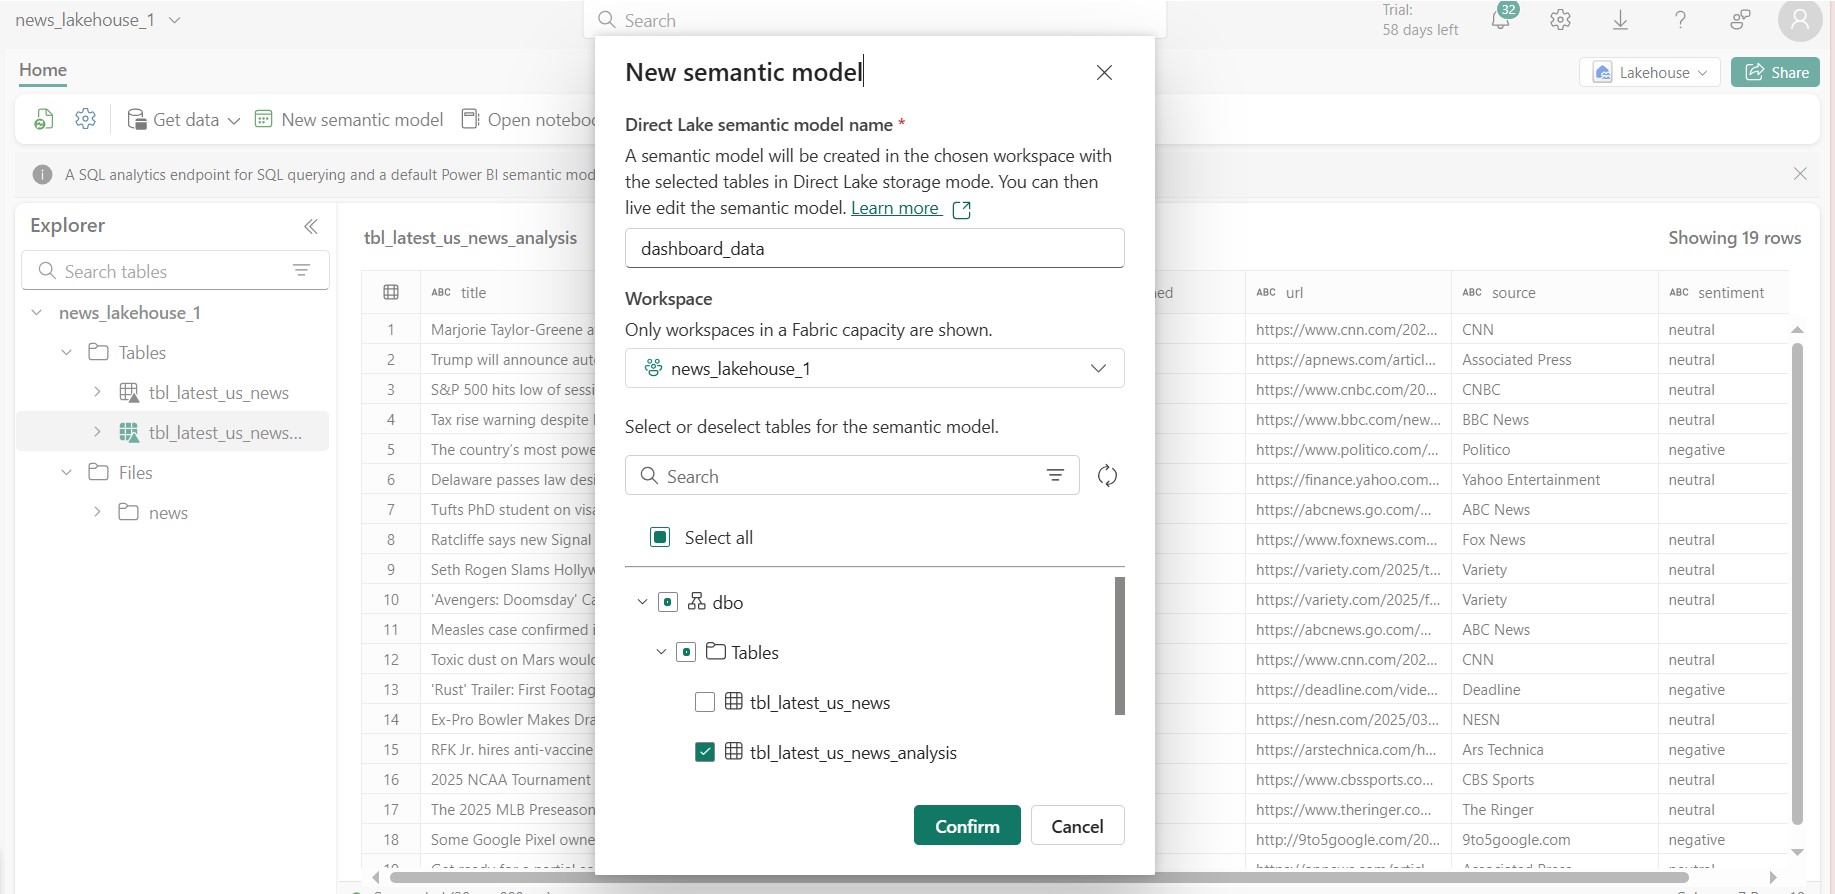 news_lakehouse_1
Search
Trial:
58 days left
32
Home
Lakehouse
Share
Get data
New semantic model
Open notebo
A SQL analytics endpoint for SQL querying and a default Power BI semantic mod
Explorer
Search tables
news_lakehouse_1
Tables
tbl_latest_us_news
tbl_latest_us_news...
Files
news
tbl_latest_us_news_analysis
Showing 19 rows
ABC title
ned
ABC url
ABC source
ABC sentiment
1 Marjorie Taylor-Greene a https://www.cnn.com/202... CNN neutral
2 Trump will announce aut https://apnews.com/articl... Associated Press neutral
3 S&P 500 hits low of sessi https://www.cnbc.com/20... CNBC neutral
4 Tax rise warning despite https://www.bbc.com/new... BBC News neutral
5 The country's most powe https://www.politico.com/... Politico negative
6 Delaware passes law desi https://finance.yahoo.com... Yahoo Entertainment neutral
7 Tufts PhD student on visa https://abcnews.go.com/... ABC News
8 Ratcliffe says new Signal https://www.foxnews.com... Fox News neutral
9 Seth Rogen Slams Hollyw https://variety.com/2025/t... Variety neutral
10 'Avengers: Doomsday' Ca https://variety.com/2025/f... Variety neutral
11 Measles case confirmed i https://abcnews.go.com/... ABC News
12 Toxic dust on Mars would https://www.cnn.com/202... CNN neutral
13 'Rust' Trailer: First Footag https://deadline.com/vide... Deadline negative
14 Ex-Pro Bowler Makes Dra https://nesn.com/2025/03... NESN neutral
15 RFK Jr. hires anti-vaccine https://arstechnica.com/h... Ars Technica negative
16 2025 NCAA Tournament https://www.cbssports.co... CBS Sports neutral
17 The 2025 MLB Preseason https://www.theringer.co... The Ringer neutral
18 Some Google Pixel owne http://9to5google.com/20... 9to5google.com negative
New semantic model
Direct Lake semantic model name *
A semantic model will be created in the chosen workspace with
the selected tables in Direct Lake storage mode. You can then
live edit the semantic model. Learn more
dashboard_data
Workspace
Only workspaces in a Fabric capacity are shown.
news_lakehouse_1
Select or deselect tables for the semantic model.
Search
Select all
dbo
Tables
tbl_latest_us_news
tbl_latest_us_news_analysis
Confirm
Cancel